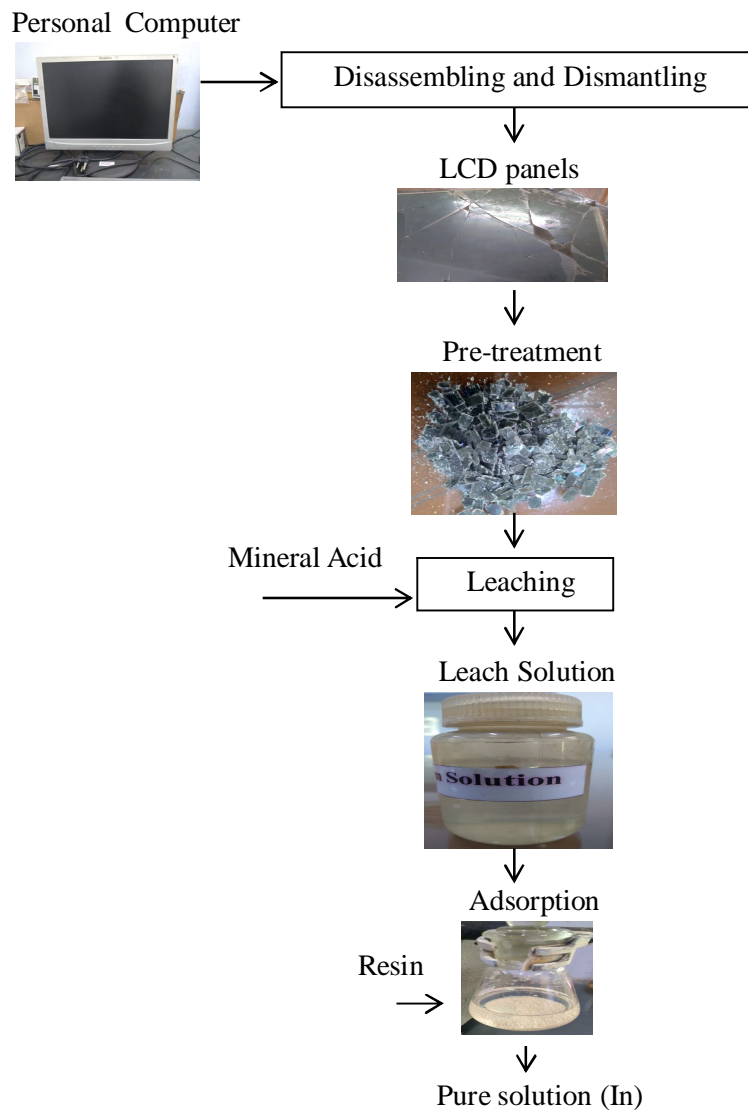 Personal Computer
Disassembling and Dismantling
LCD panels
Pre-treatment
Mineral Acid
Leaching
Leach Solution
n Solution
Adsorption
Resin
Pure solution (In)